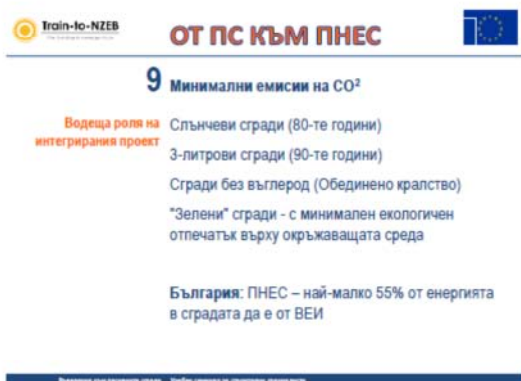 Train-to-NZEB
ОТ ПС КЪМ ПНЕС
9 Минимални емисии на CO²
Водеща роля на
интегрирания проект
Слънчеви сгради (80-те години)
3-литрови сгради (90-те години)
Сгради без въглерод (Обединено кралство)
"Зелени" сгради - с минимален екологичен
отпечатък върху окръжаващата среда
България: ПНЕС – най-малко 55% от енергията
в сградата да е от ВЕИ